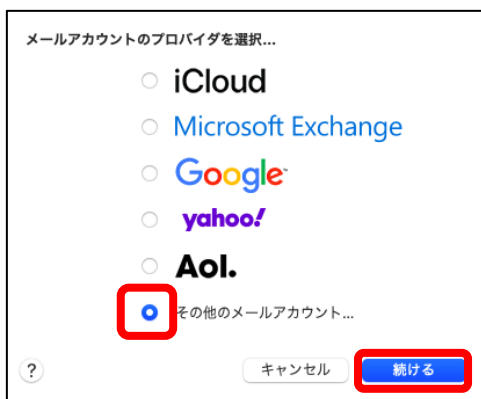 メールアカウントのプロバイダを選択...
iCloud
Microsoft Exchange
Google™
yahoo!
Aol.
その他のメールアカウント...
? キャンセル 続ける